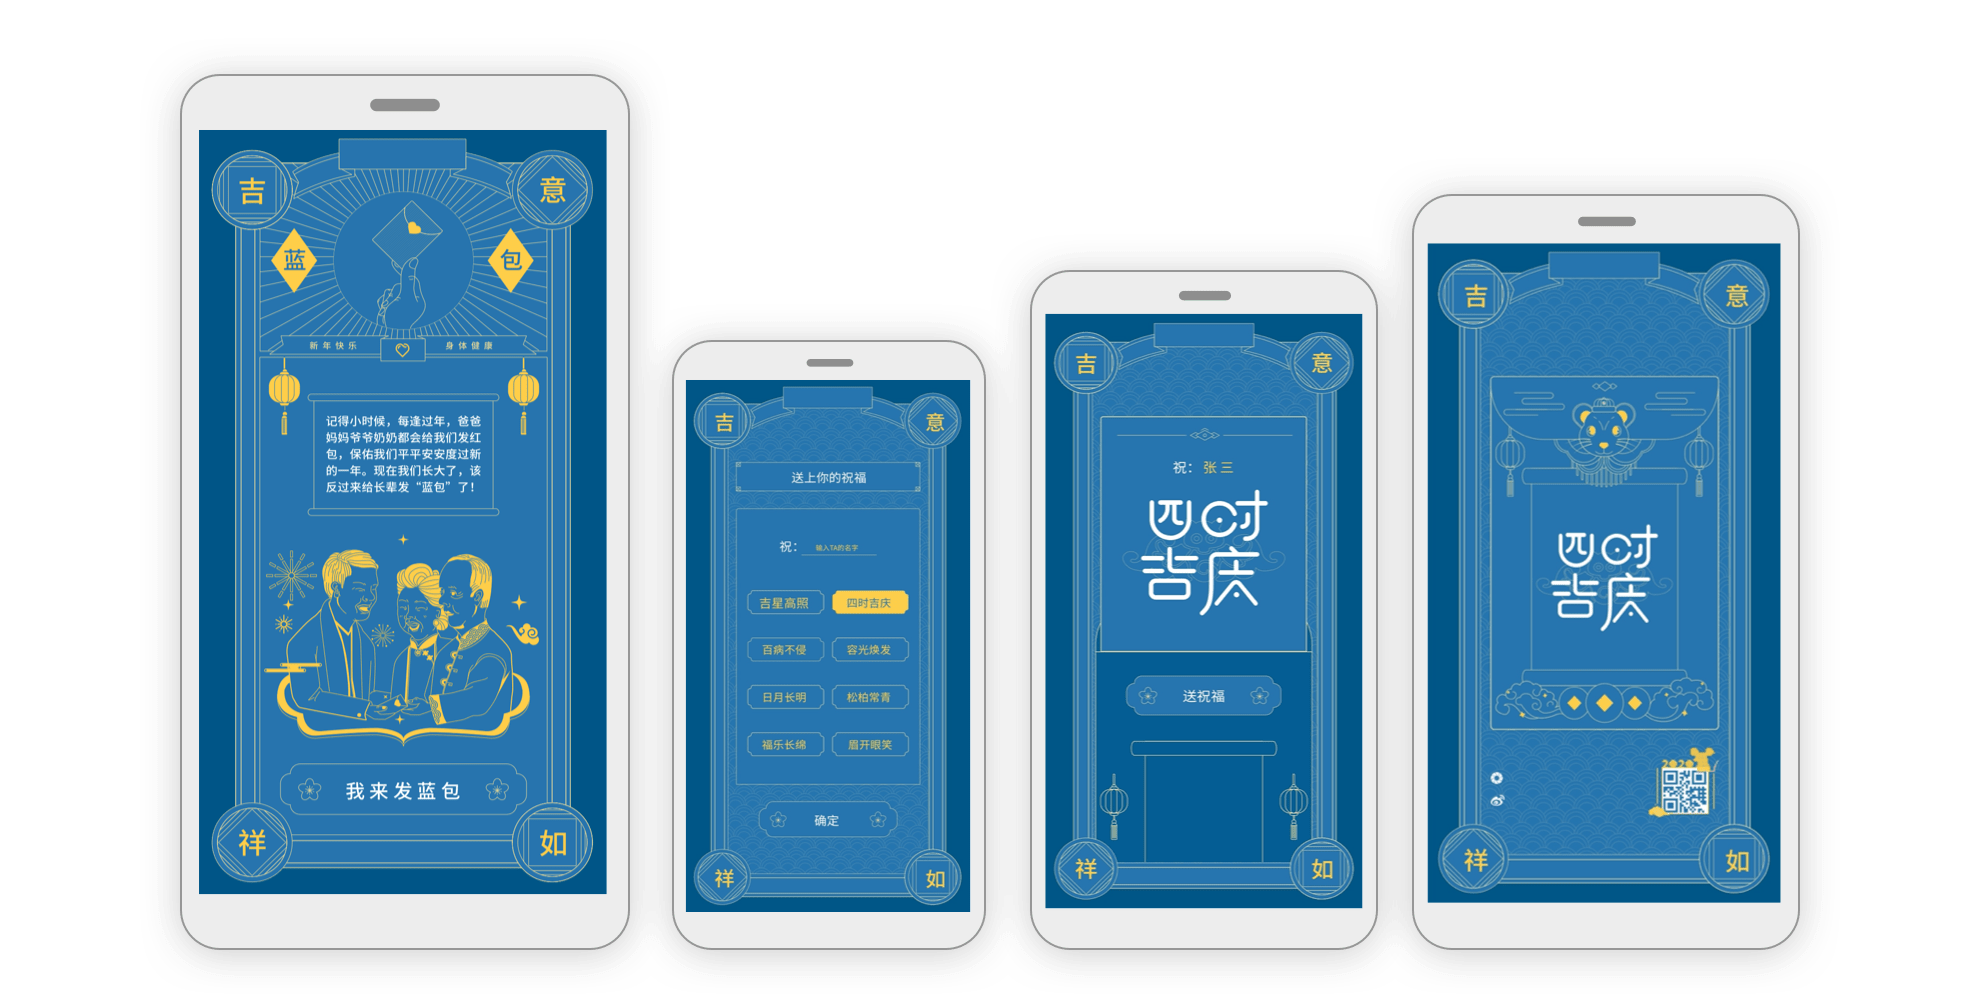 吉
意
蓝
包
新年快乐
身体健康
记得小时候，每逢过年，爸爸
妈妈爷爷奶奶都会给我们发红
包，保佑我们平平安安度过新
的一年。现在我们长大了，该
反过来给长辈发“蓝包”了！
我来发蓝包
祥
如
吉
意
送上你的祝福
祝：输入TA的名字
吉星高照
四时吉庆
百病不侵
容光焕发
日月长明
松柏常青
福乐长绵
眉开眼笑
确定
祥
如
吉
意
祝：张三
四时
吉庆
送祝福
祥
如
吉
意
四时
吉庆
2020
祥
如